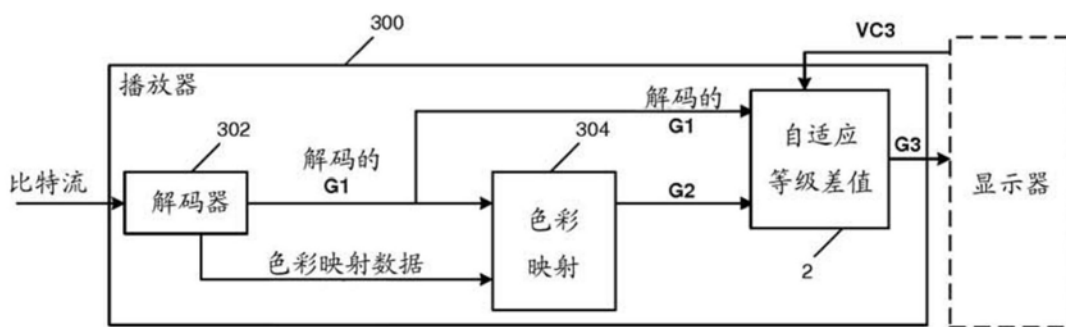 300
VC3
播放器
解码的
G1
302
304
解码的
G1
自适应
等级差值
G3
比特流
解码器
色彩
映射
G2
显示器
色彩映射数据
2